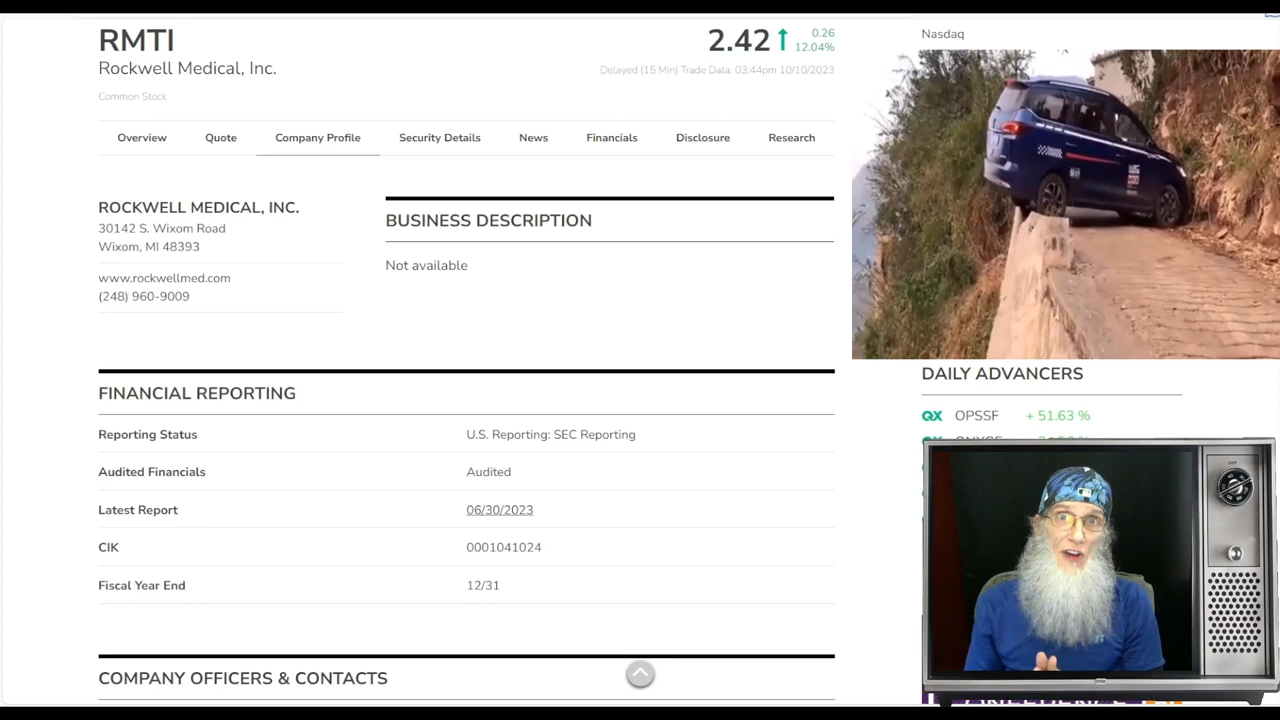 RMTI
2.42
0.26
12.04%
Rockwell Medical, Inc.
Delayed (15 Min) Trade Data: 03:44pm 10/10/2023
Common Stock
Overview
Quote
Company Profile
Security Details
News
Financials
Disclosure
Research
ROCKWELL MEDICAL, INC.
30142 S. Wixom Road
Wixom, MI 48393
www.rockwellmed.com
(248) 960-9009
BUSINESS DESCRIPTION
Not available
FINANCIAL REPORTING
Reporting Status
U.S. Reporting: SEC Reporting
Audited Financials
Audited
Latest Report
06/30/2023
CIK
0001041024
Fiscal Year End
12/31
COMPANY OFFICERS & CONTACTS
Nasdaq
DAILY ADVANCERS
QX OPSSF + 51.63 %